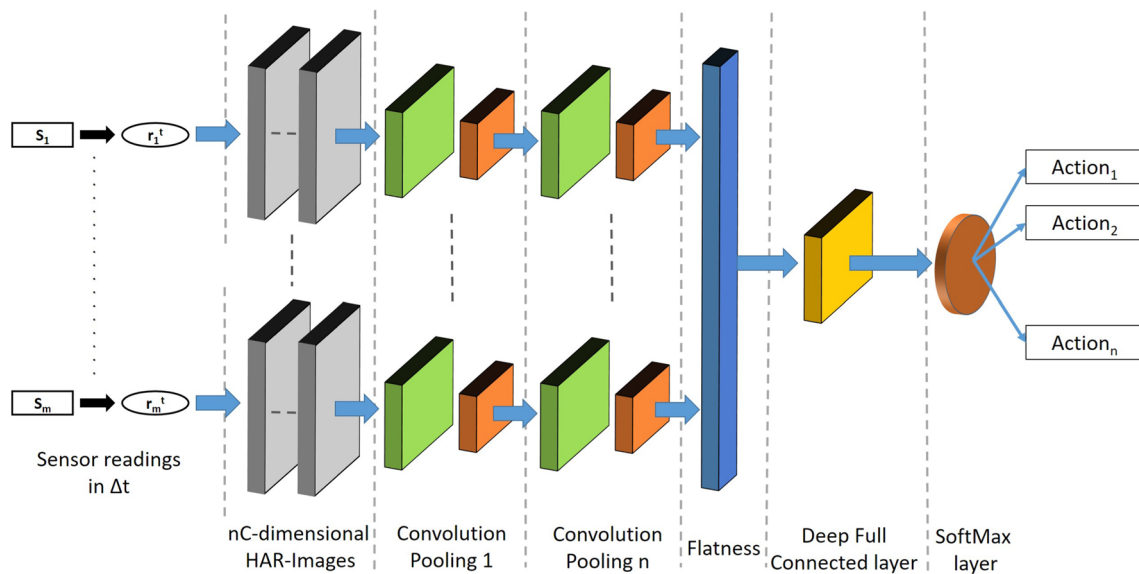 S₁
r₁ᵗ
Action₁
Action₂
Actionₙ
Sₘ
rₘᵗ
Sensor readings
in Δt
nC-dimensional
HAR-Images
Convolution
Pooling 1
Convolution
Pooling n
Flatness
Deep Full
Connected layer
SoftMax
layer